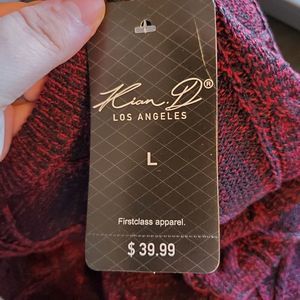 Kian.D®
LOS ANGELES
L
Firstclass apparel.
$ 39.99